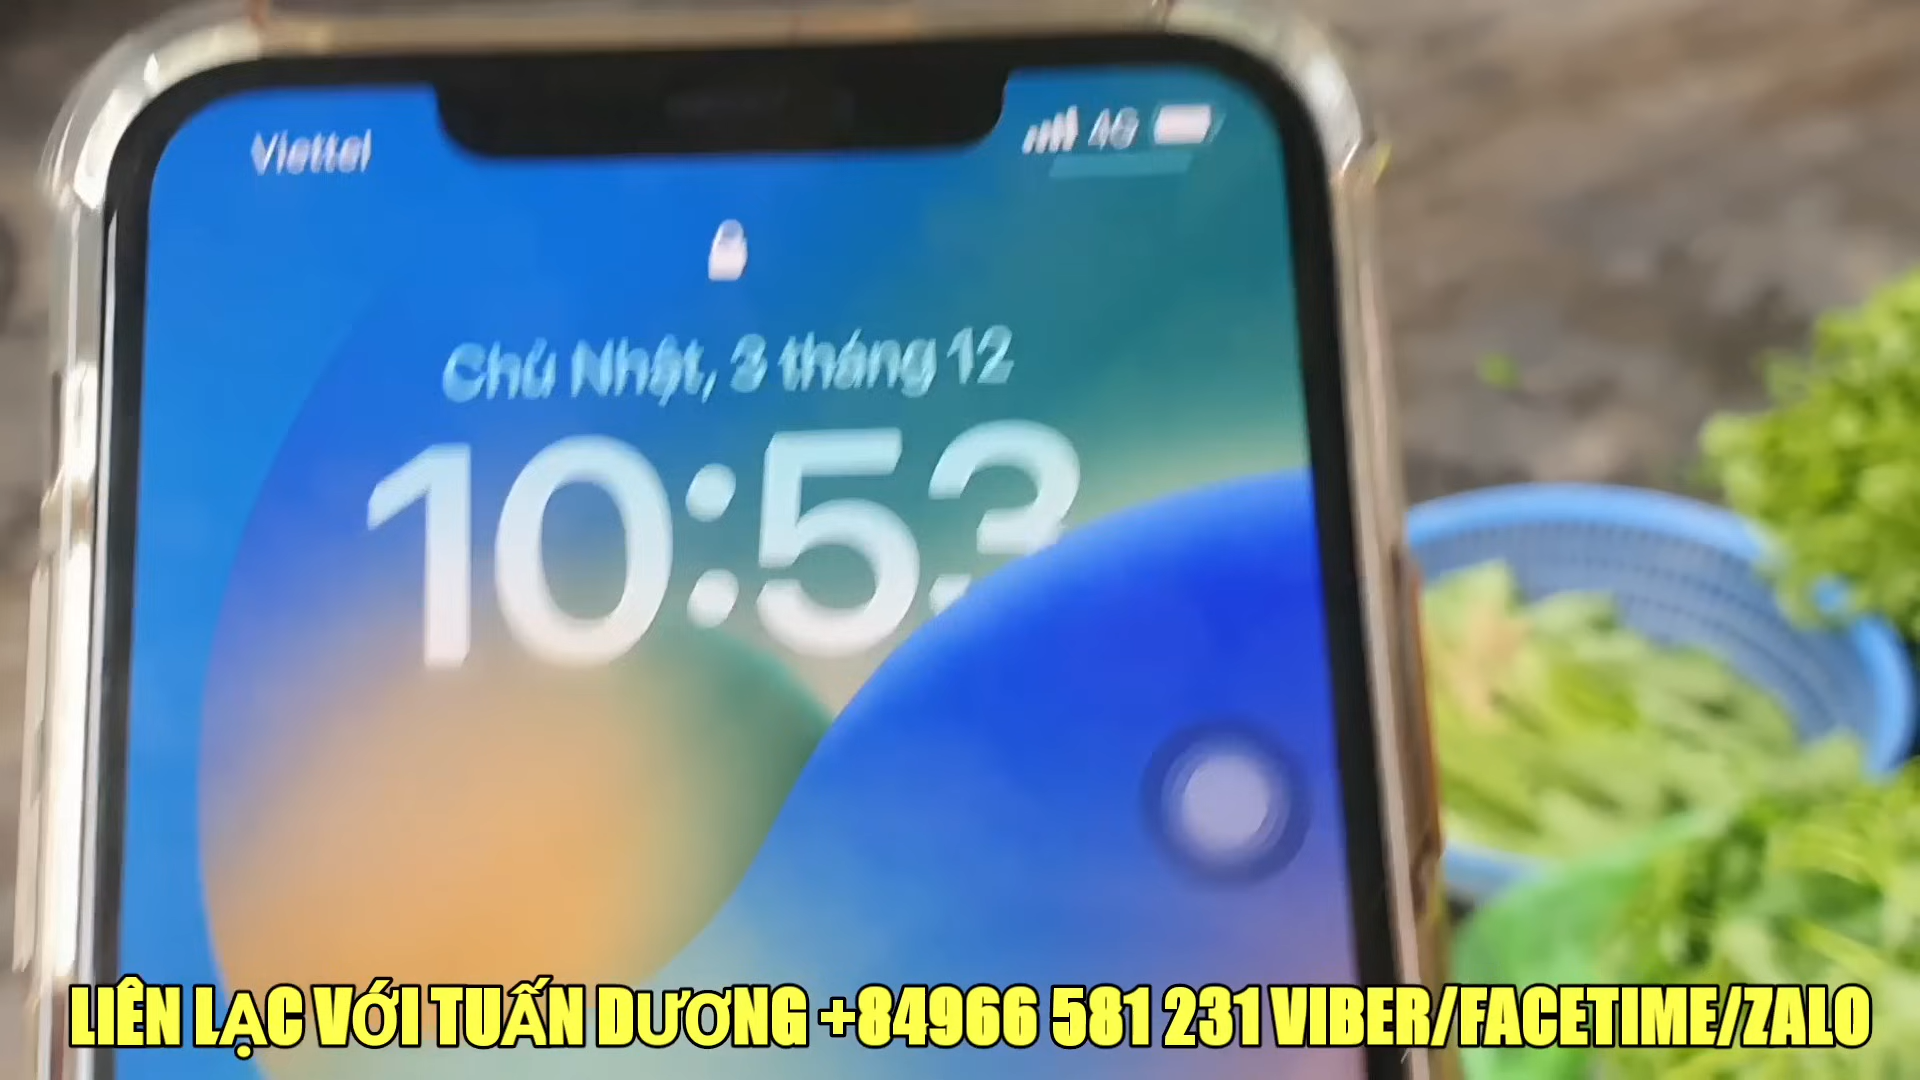 Viettel
4G
Chủ Nhật, 3 tháng 12
10:53
LIÊN LẠC VỚI TUẤN DƯƠNG +84966 581 231 VIBER/FACETIME/ZALO